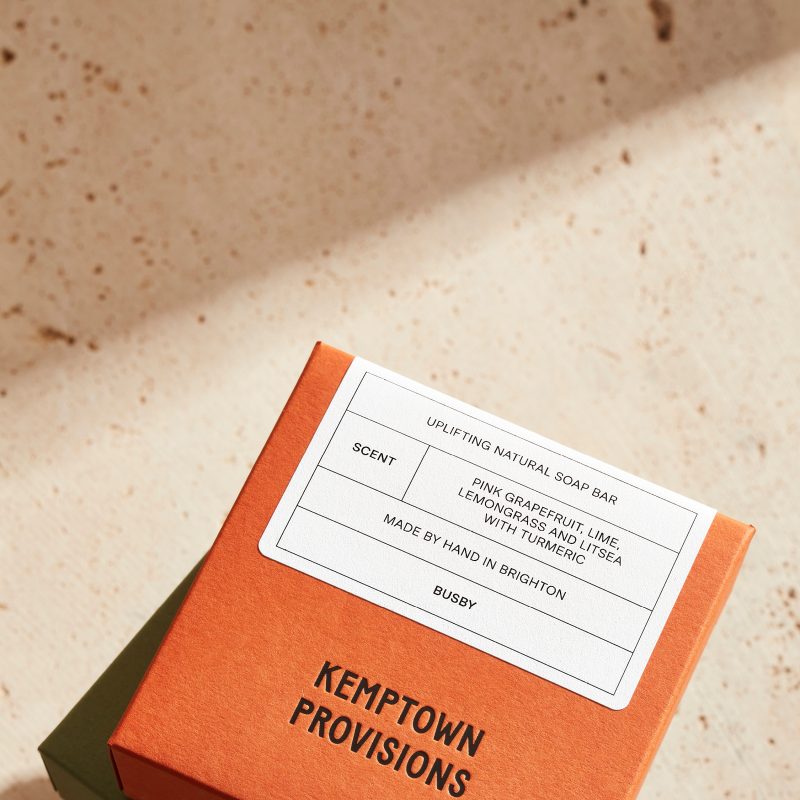 UPLIFTING NATURAL SOAP BAR
SCENT
PINK GRAPEFRUIT, LIME,
LEMONGRASS AND LITSEA
WITH TURMERIC
MADE BY HAND IN BRIGHTON
BUSBY
KEMPTOWN
PROVISIONS